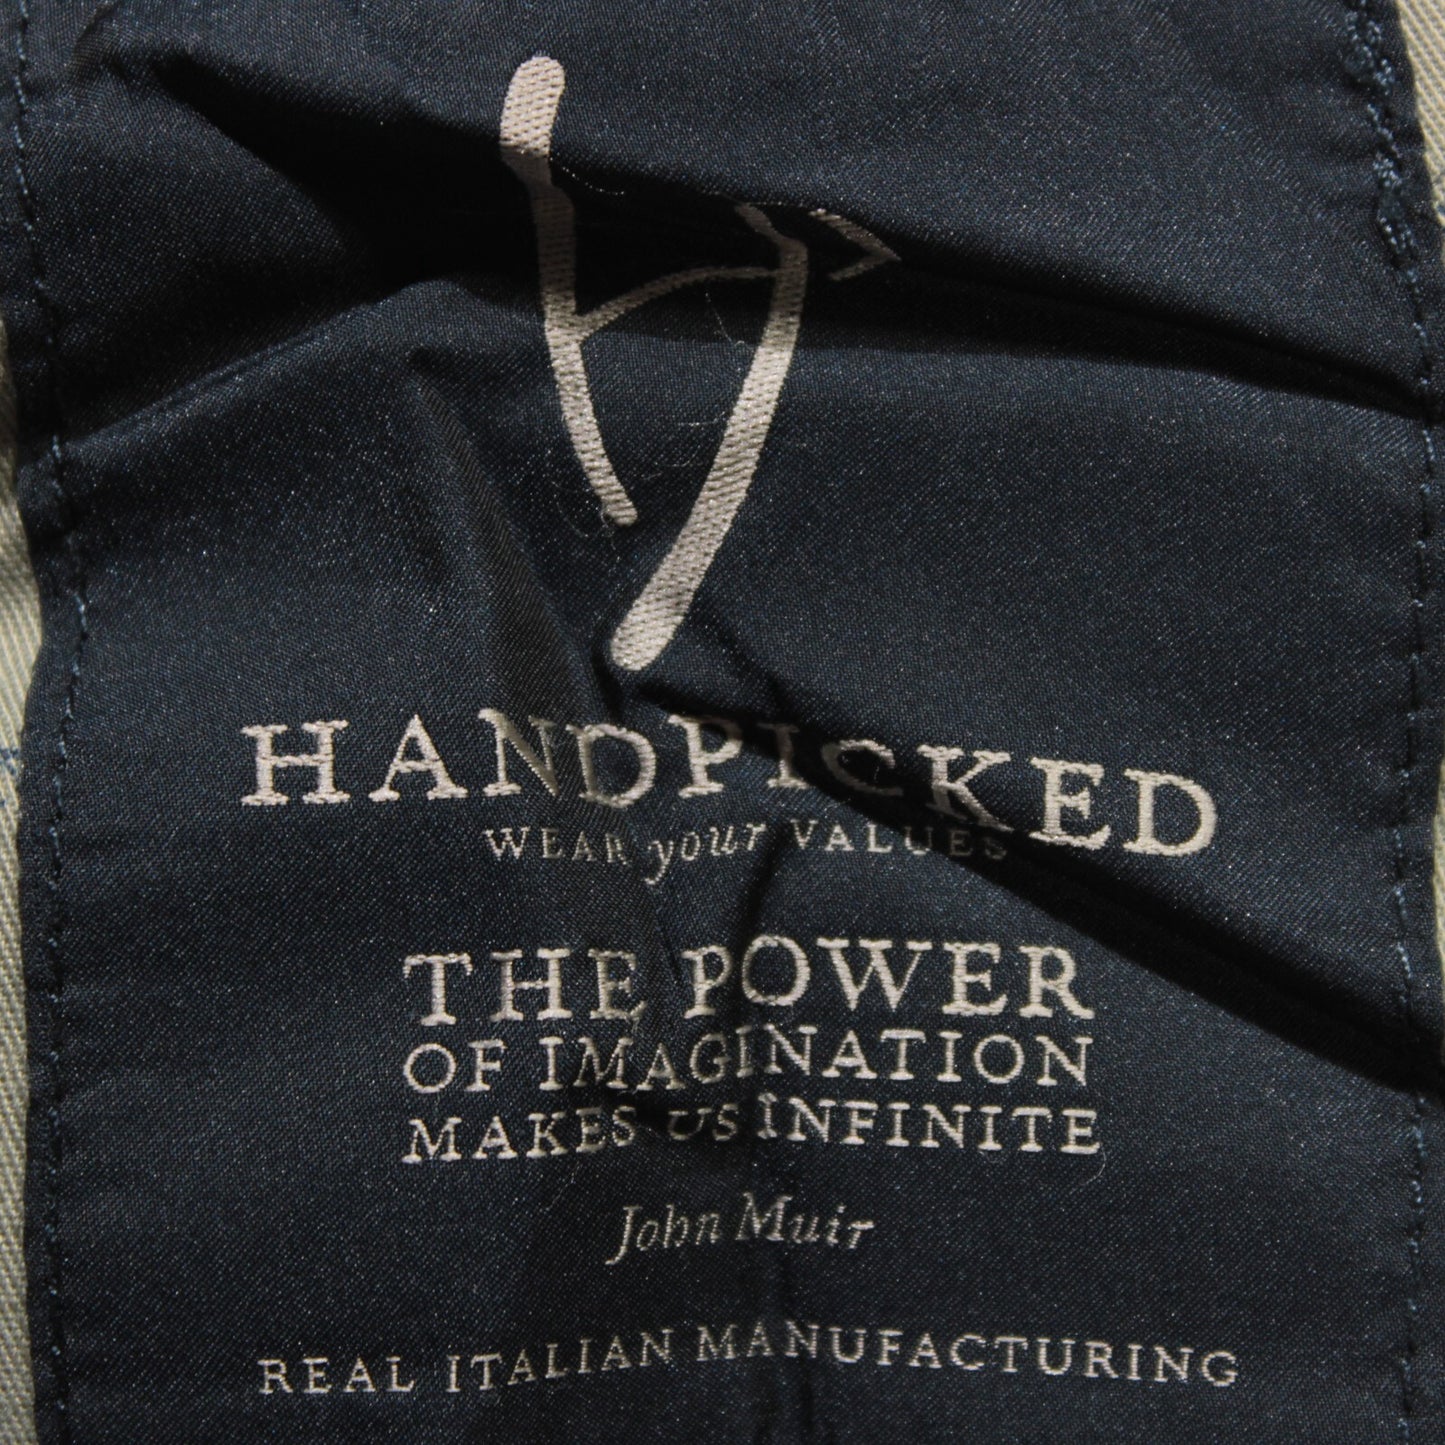 HANDPICKED
WEAR your VALUES
THE POWER
OF IMAGINATION
MAKES US INFINITE
John Muir
REAL ITALIAN MANUFACTURING